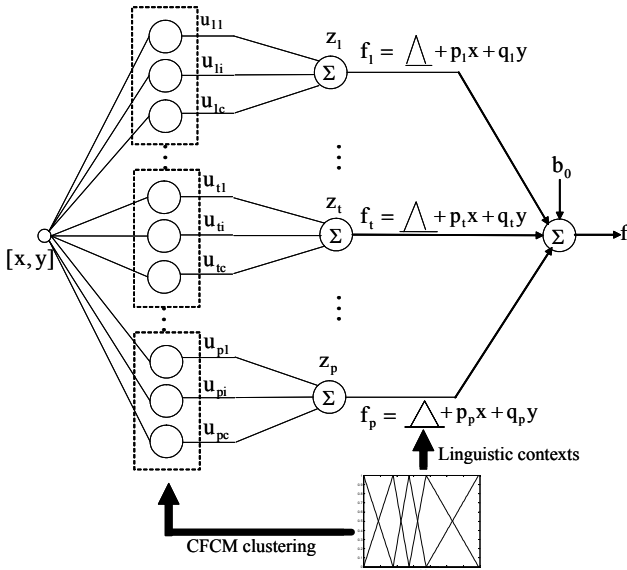 u₁₁
u₁ᵢ
u₁c
z₁
Σ
f₁ = + p₁x + q₁y
b₀
uₜ₁
uₜᵢ
uₜc
zₜ
Σ
fₜ = + pₜx + qₜy
Σ
f
[x, y]
uₚ₁
uₚᵢ
uₚc
zₚ
Σ
fₚ = + pₚx + qₚy
Linguistic contexts
CFCM clustering